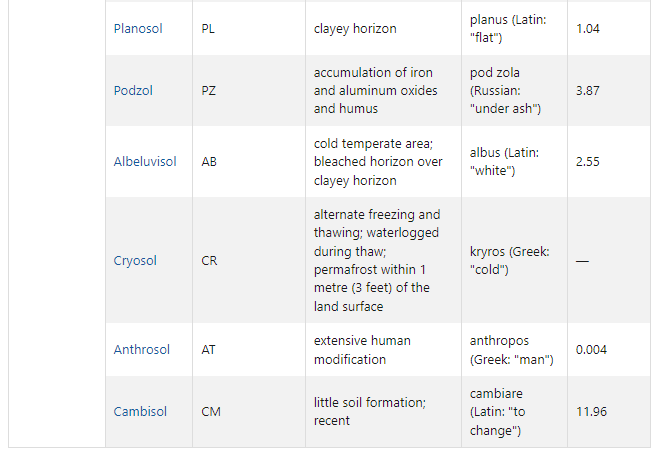 Planosol PL clayey horizon planus (Latin: "flat") 1.04
Podzol PZ accumulation of iron and aluminum oxides and humus pod zola (Russian: "under ash") 3.87
Albeluvisol AB cold temperate area; bleached horizon over clayey horizon albus (Latin: "white") 2.55
Cryosol CR alternate freezing and thawing; waterlogged during thaw; permafrost within 1 metre (3 feet) of the land surface kryros (Greek: "cold") —
Anthrosol AT extensive human modification anthropos (Greek: "man") 0.004
Cambisol CM little soil formation; recent cambiare (Latin: "to change") 11.96